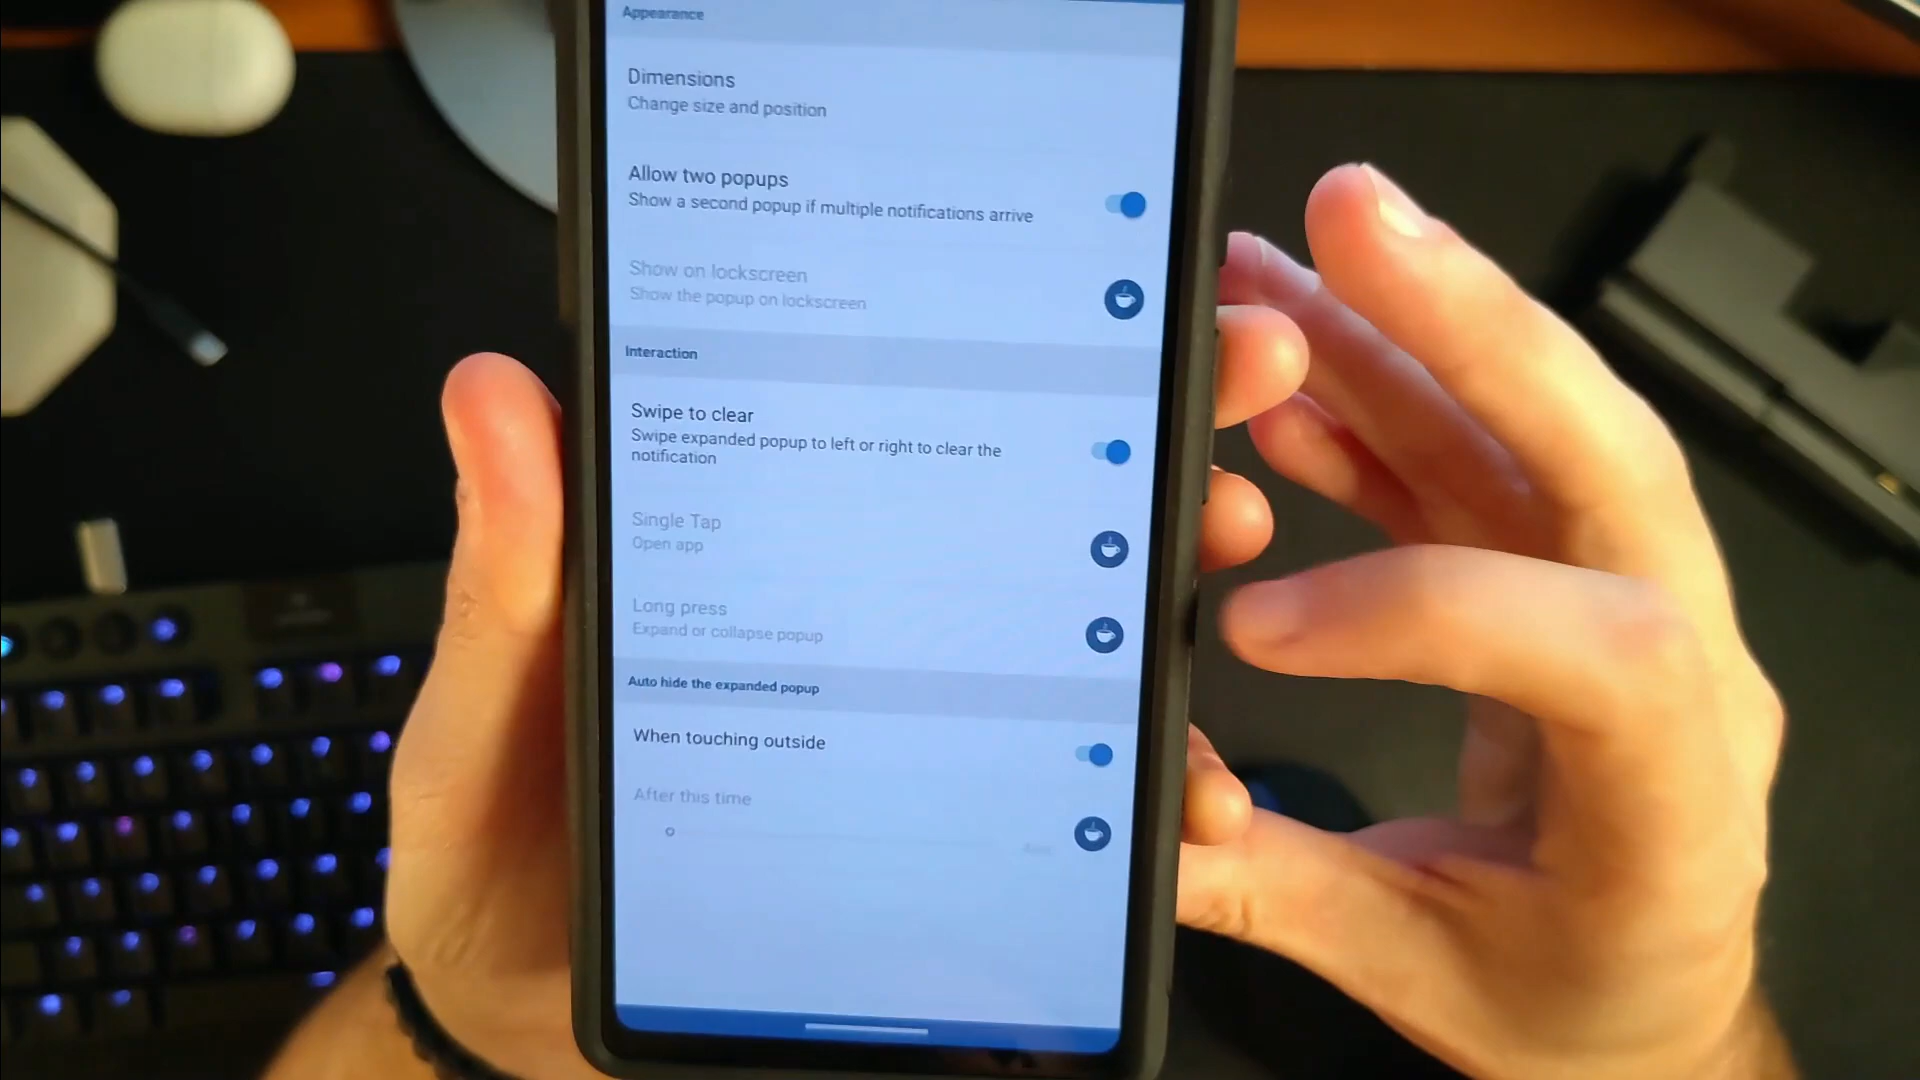 Appearance
Dimensions
Change size and position
Allow two popups
Show a second popup if multiple notifications arrive
Show on lockscreen
Show the popup on lockscreen
Interaction
Swipe to clear
Swipe expanded popup to left or right to clear the
notification
Single Tap
Open app
Long press
Expand or collapse popup
Auto hide the expanded popup
When touching outside
After this time